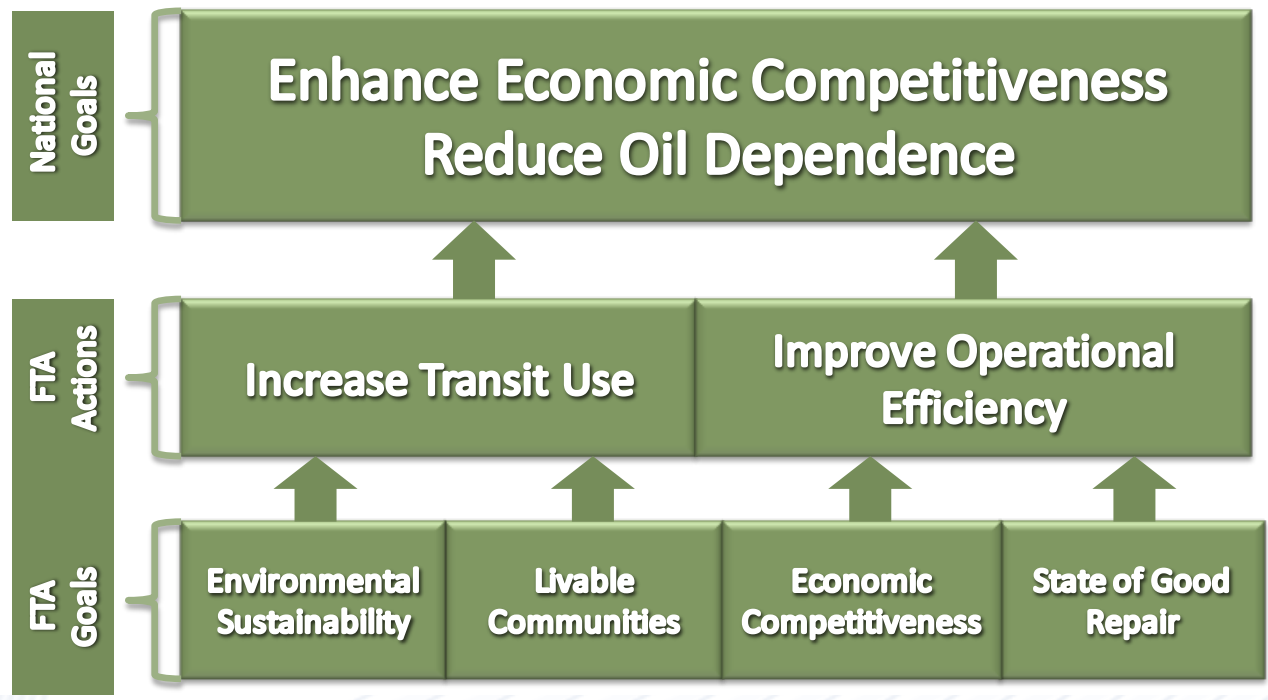 National
Goals
Enhance Economic Competitiveness
Reduce Oil Dependence
FTA
Actions
Increase Transit Use
Improve Operational
Efficiency
FTA
Goals
Environmental
Sustainability
Livable
Communities
Economic
Competitiveness
State of Good
Repair